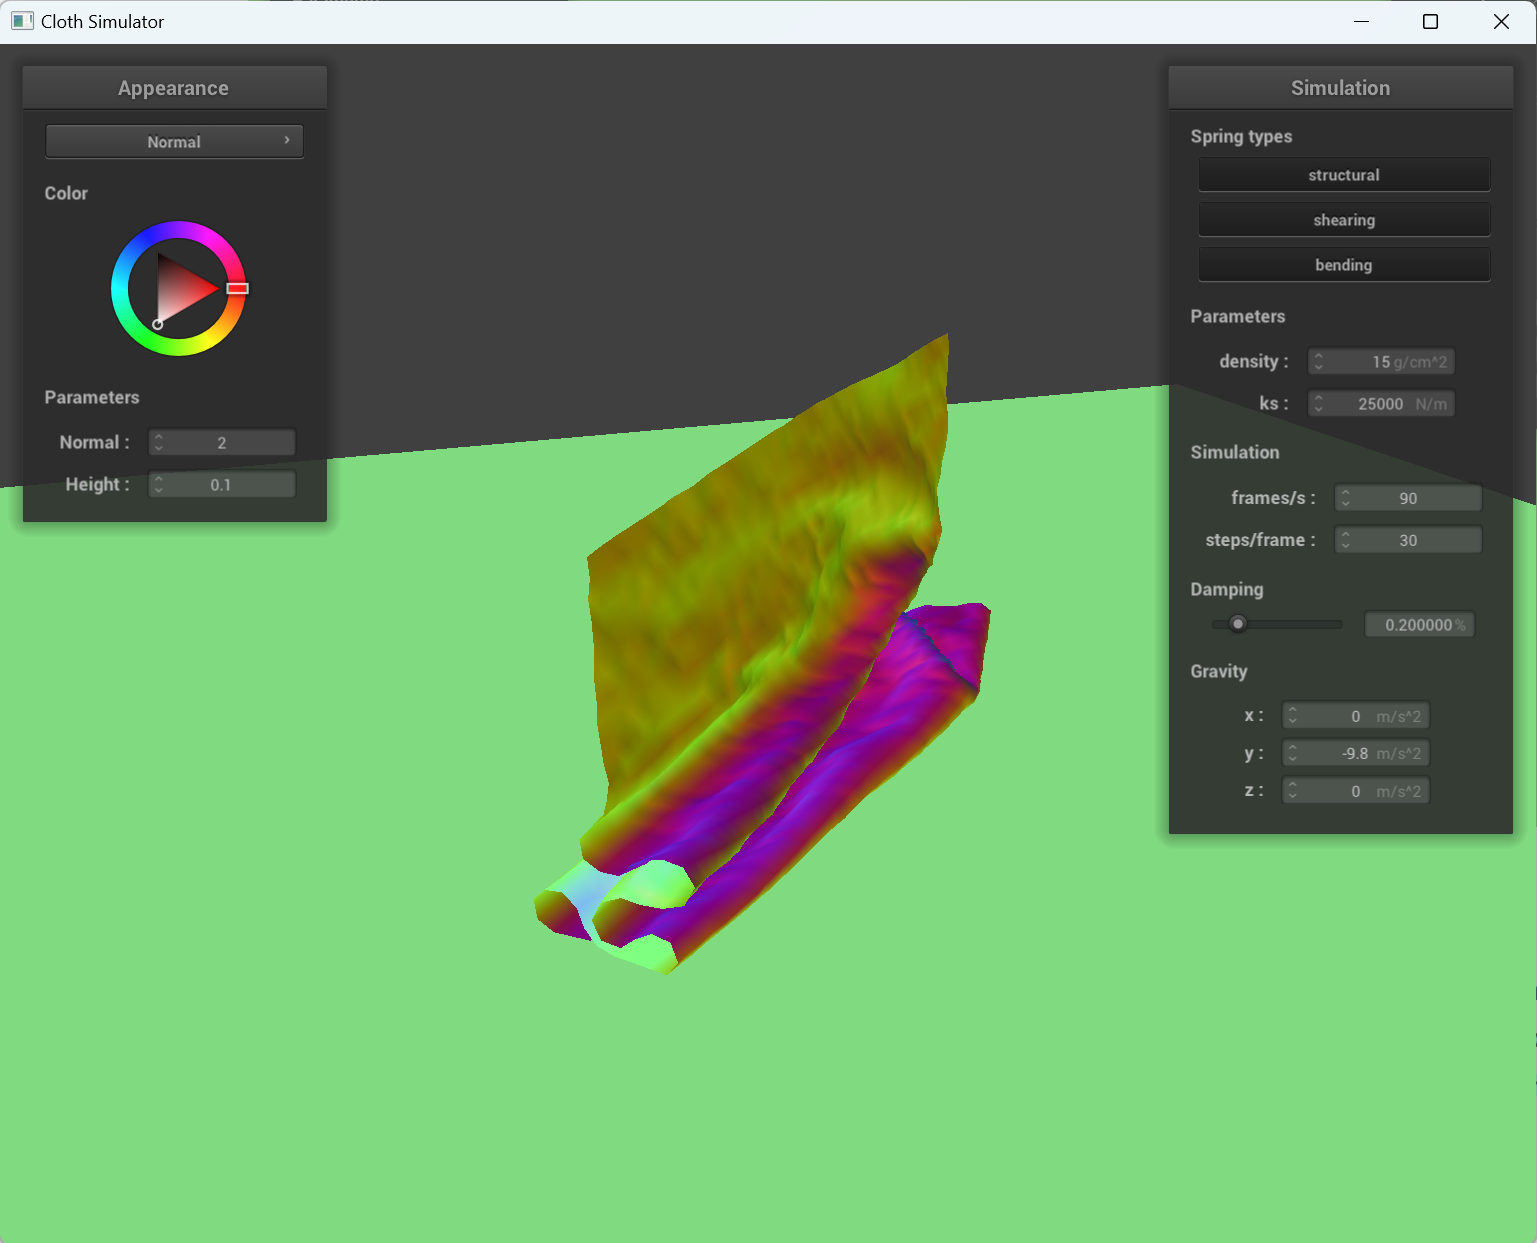 Cloth Simulator
Appearance
Normal
Color
Parameters
Normal : 2
Height : 0.1
Simulation
Spring types
structural
shearing
bending
Parameters
density : 15 g/cm^2
ks : 25000 N/m
Simulation
frames/s : 90
steps/frame : 30
Damping
0.200000 %
Gravity
x : 0 m/s^2
y : -9.8 m/s^2
z : 0 m/s^2